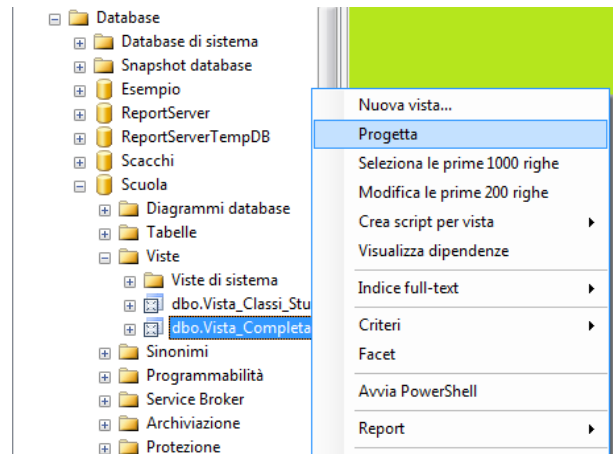 Database
Database di sistema
Snapshot database
Esempio
ReportServer
ReportServerTempDB
Scacchi
Scuola
Diagrammi database
Tabelle
Viste
Viste di sistema
dbo.Vista_Classi_Stu
dbo.Vista_Completa
Sinonimi
Programmabilità
Service Broker
Archiviazione
Protezione
Nuova vista...
Progetta
Seleziona le prime 1000 righe
Modifica le prime 200 righe
Crea script per vista
Visualizza dipendenze
Indice full-text
Criteri
Facet
Avvia PowerShell
Report